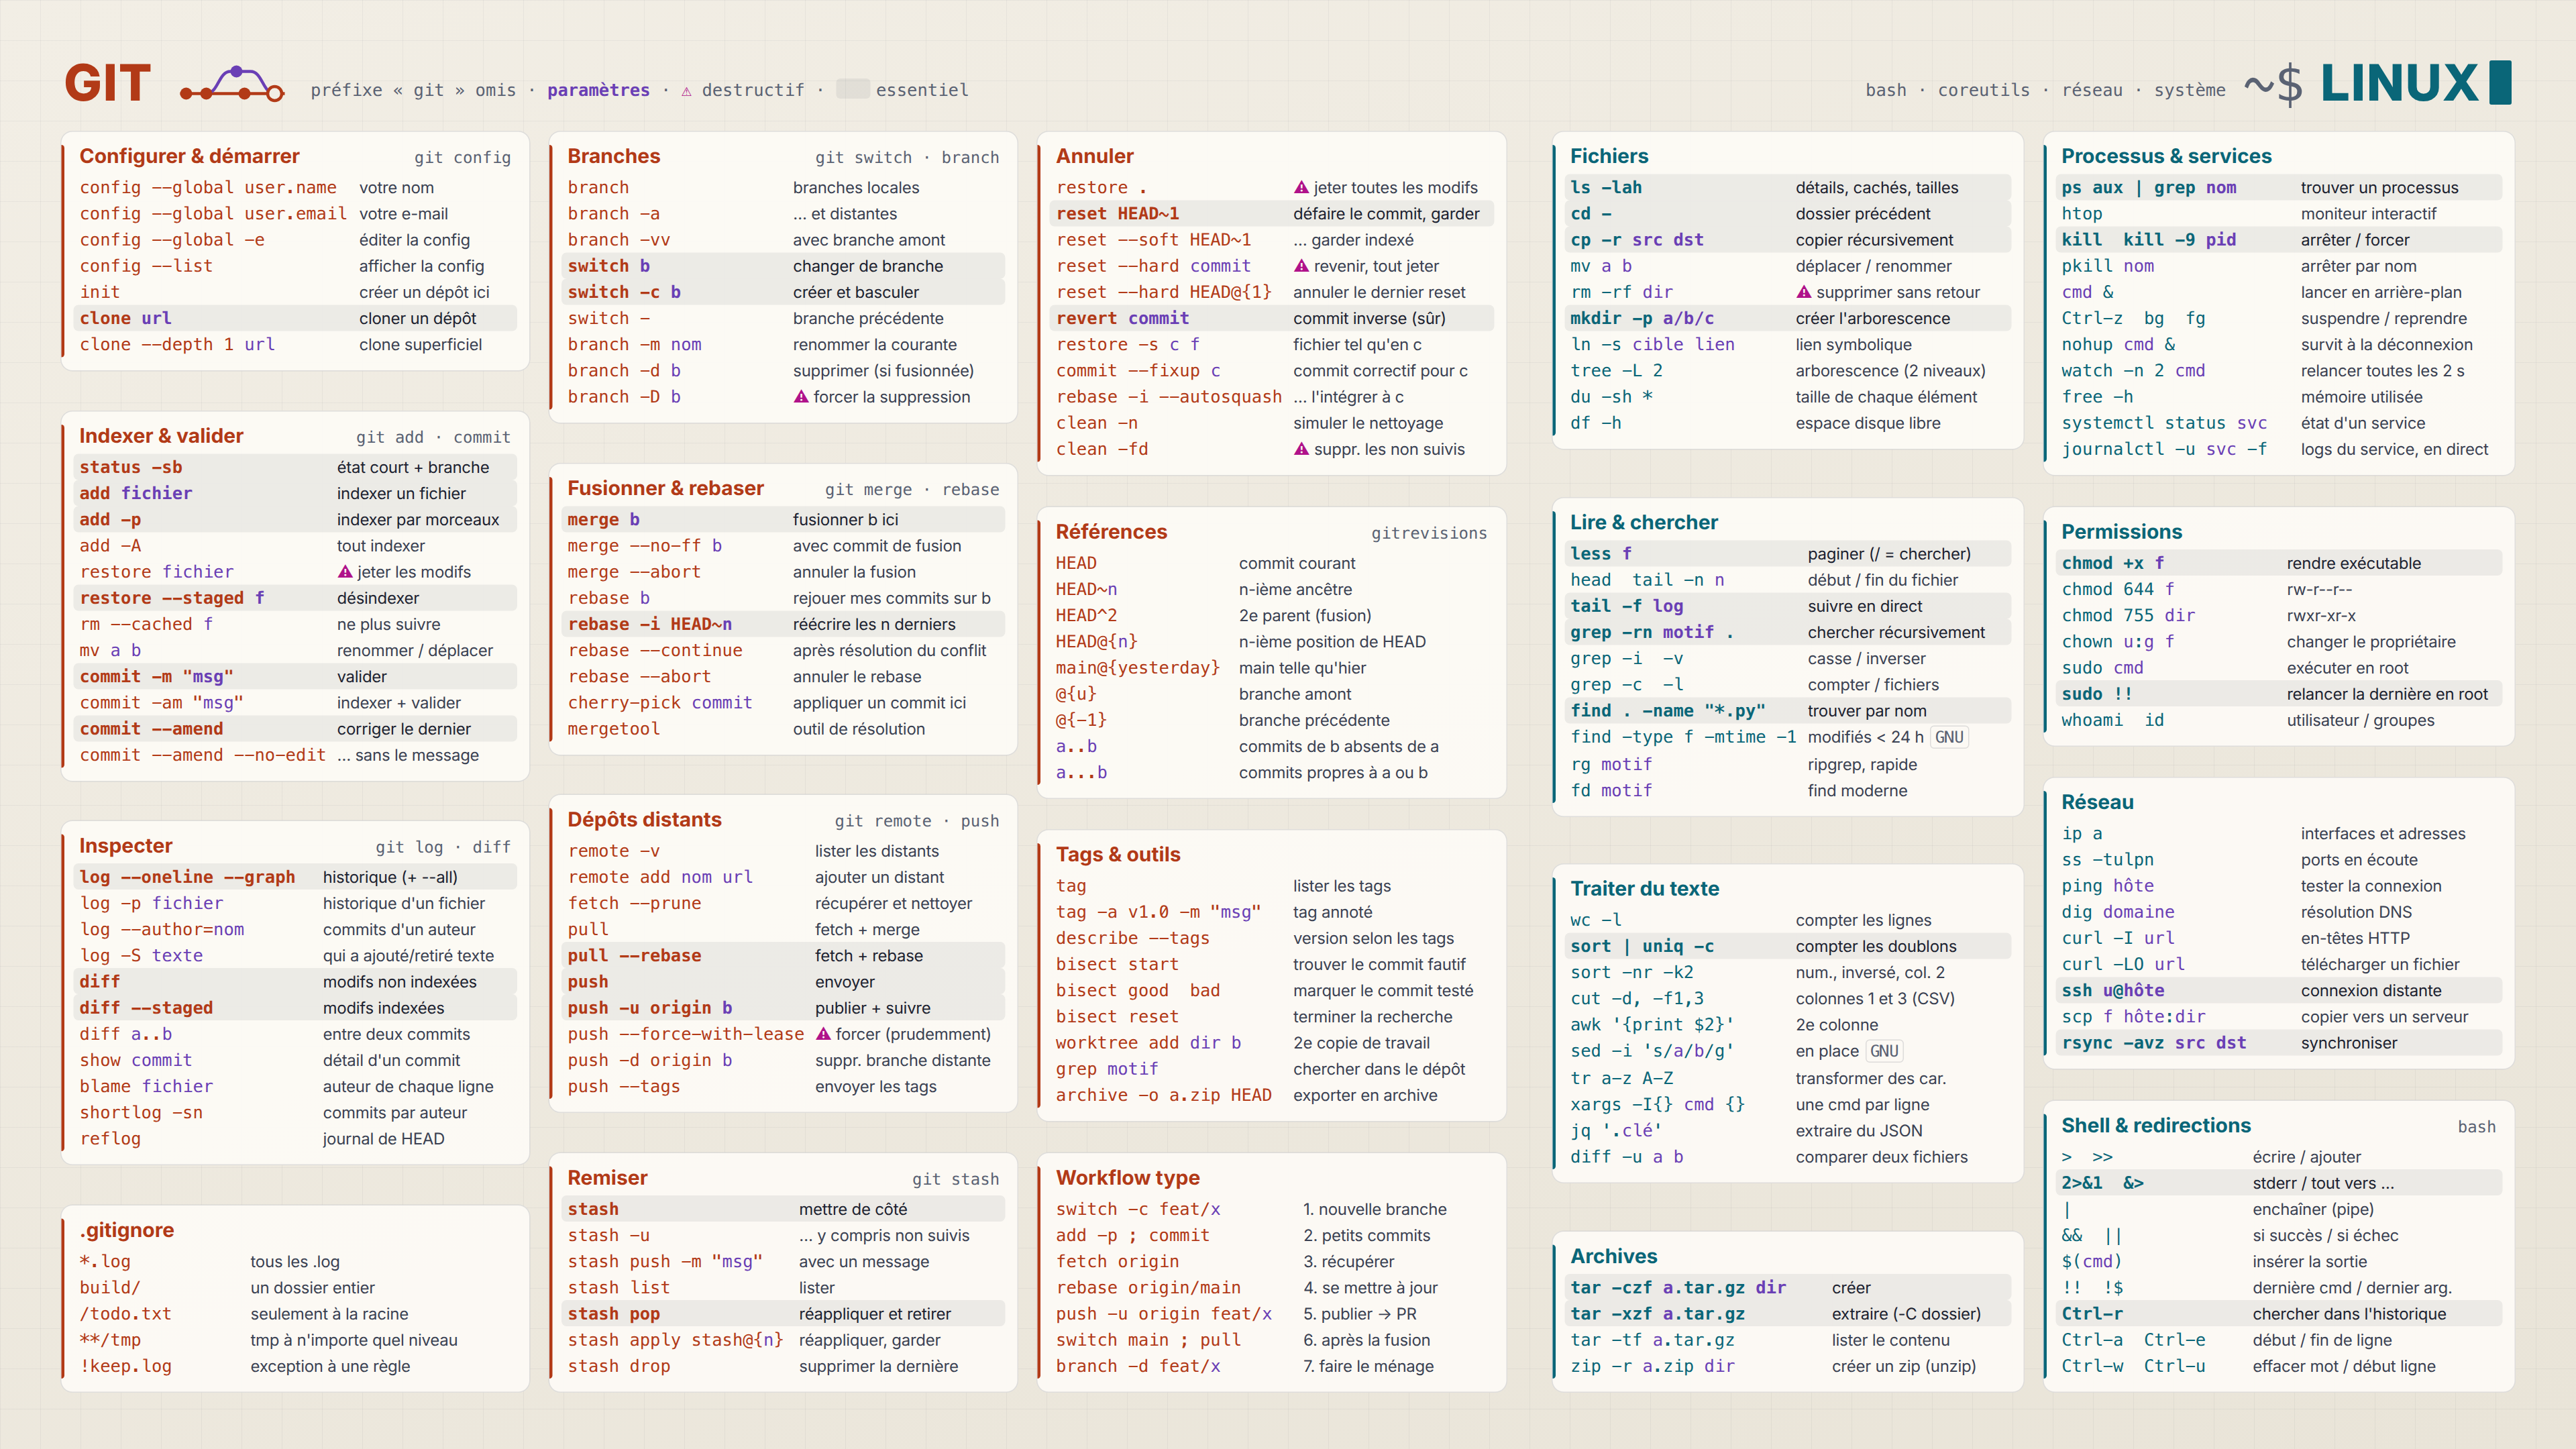 GIT
préfixe « git » omis · paramètres · ⚠ destructif · essentiel
bash · coreutils · réseau · système
~$ LINUX
Configurer & démarrer git config
config --global user.name votre nom
config --global user.email votre e-mail
config --global -e éditer la config
config --list afficher la config
init créer un dépôt ici
clone url cloner un dépôt
clone --depth 1 url clone superficiel
Indexer & valider git add · commit
status -sb état court + branche
add fichier indexer un fichier
add -p indexer par morceaux
add -A tout indexer
restore fichier ⚠ jeter les modifs
restore --staged f désindexer
rm --cached f ne plus suivre
mv a b renommer / déplacer
commit -m "msg" valider
commit -am "msg" indexer + valider
commit --amend corriger le dernier
commit --amend --no-edit ... sans le message
Inspecter git log · diff
log --oneline --graph historique (+ --all)
log -p fichier historique d'un fichier
log --author=nom commits d'un auteur
log -S texte qui a ajouté/retiré texte
diff modifs non indexées
diff --staged modifs indexées
diff a..b entre deux commits
show commit détail d'un commit
blame fichier auteur de chaque ligne
shortlog -sn commits par auteur
reflog journal de HEAD
.gitignore
*.log tous les .log
build/ un dossier entier
/todo.txt seulement à la racine
**/tmp tmp à n'importe quel niveau
!keep.log exception à une règle
Branches git switch · branch
branch branches locales
branch -a ... et distantes
branch -vv avec branche amont
switch b changer de branche
switch -c b créer et basculer
switch - branche précédente
branch -m nom renommer la courante
branch -d b supprimer (si fusionnée)
branch -D b ⚠ forcer la suppression
Fusionner & rebaser git merge · rebase
merge b fusionner b ici
merge --no-ff b avec commit de fusion
merge --abort annuler la fusion
rebase b rejouer mes commits sur b
rebase -i HEAD~n réécrire les n derniers
rebase --continue après résolution du conflit
rebase --abort annuler le rebase
cherry-pick commit appliquer un commit ici
mergetool outil de résolution
Dépôts distants git remote · push
remote -v lister les distants
remote add nom url ajouter un distant
fetch --prune récupérer et nettoyer
pull fetch + merge
pull --rebase fetch + rebase
push envoyer
push -u origin b publier + suivre
push --force-with-lease ⚠ forcer (prudemment)
push -d origin b suppr. branche distante
push --tags envoyer les tags
Remiser git stash
stash mettre de côté
stash -u ... y compris non suivis
stash push -m "msg" avec un message
stash list lister
stash pop réappliquer et retirer
stash apply stash@{n} réappliquer, garder
stash drop supprimer la dernière
Annuler
restore . ⚠ jeter toutes les modifs
reset HEAD~1 défaire le commit, garder
reset --soft HEAD~1 ... garder indexé
reset --hard commit ⚠ revenir, tout jeter
reset --hard HEAD@{1} annuler le dernier reset
revert commit commit inverse (sûr)
restore -s c f fichier tel qu'en c
commit --fixup c commit correctif pour c
rebase -i --autosquash ... l'intégrer à c
clean -n simuler le nettoyage
clean -fd ⚠ suppr. les non suivis
Références gitrevisions
HEAD commit courant
HEAD~n n-ième ancêtre
HEAD^2 2e parent (fusion)
HEAD@{n} n-ième position de HEAD
main@{yesterday} main telle qu'hier
@{u} branche amont
@{-1} branche précédente
a..b commits de b absents de a
a...b commits propres à a ou b
Tags & outils
tag lister les tags
tag -a v1.0 -m "msg" tag annoté
describe --tags version selon les tags
bisect start trouver le commit fautif
bisect good bad marquer le commit testé
bisect reset terminer la recherche
worktree add dir b 2e copie de travail
grep motif chercher dans le dépôt
archive -o a.zip HEAD exporter en archive
Workflow type
switch -c feat/x 1. nouvelle branche
add -p ; commit 2. petits commits
fetch origin 3. récupérer
rebase origin/main 4. se mettre à jour
push -u origin feat/x 5. publier → PR
switch main ; pull 6. après la fusion
branch -d feat/x 7. faire le ménage
Fichiers
ls -lah détails, cachés, tailles
cd - dossier précédent
cp -r src dst copier récursivement
mv a b déplacer / renommer
rm -rf dir ⚠ supprimer sans retour
mkdir -p a/b/c créer l'arborescence
ln -s cible lien lien symbolique
tree -L 2 arborescence (2 niveaux)
du -sh * taille de chaque élément
df -h espace disque libre
Lire & chercher
less f paginer (/ = chercher)
head tail -n n début / fin du fichier
tail -f log suivre en direct
grep -rn motif . chercher récursivement
grep -i -v casse / inverser
grep -c -l compter / fichiers
find . -name "*.py" trouver par nom
find -type f -mtime -1 modifiés < 24 h GNU
rg motif ripgrep, rapide
fd motif find moderne
Traiter du texte
wc -l compter les lignes
sort | uniq -c compter les doublons
sort -nr -k2 num., inversé, col. 2
cut -d, -f1,3 colonnes 1 et 3 (CSV)
awk '{print $2}' 2e colonne
sed -i 's/a/b/g' en place GNU
tr a-z A-Z transformer des car.
xargs -I{} cmd {} une cmd par ligne
jq '.clé' extraire du JSON
diff -u a b comparer deux fichiers
Archives
tar -czf a.tar.gz dir créer
tar -xzf a.tar.gz extraire (-C dossier)
tar -tf a.tar.gz lister le contenu
zip -r a.zip dir créer un zip (unzip)
Processus & services
ps aux | grep nom trouver un processus
htop moniteur interactif
kill kill -9 pid arrêter / forcer
pkill nom arrêter par nom
cmd & lancer en arrière-plan
Ctrl-z bg fg suspendre / reprendre
nohup cmd & survit à la déconnexion
watch -n 2 cmd relancer toutes les 2 s
free -h mémoire utilisée
systemctl status svc état d'un service
journalctl -u svc -f logs du service, en direct
Permissions
chmod +x f rendre exécutable
chmod 644 f rw-r--r--
chmod 755 dir rwxr-xr-x
chown u:g f changer le propriétaire
sudo cmd exécuter en root
sudo !! relancer la dernière en root
whoami id utilisateur / groupes
Réseau
ip a interfaces et adresses
ss -tulpn ports en écoute
ping hôte tester la connexion
dig domaine résolution DNS
curl -I url en-têtes HTTP
curl -LO url télécharger un fichier
ssh u@hôte connexion distante
scp f hôte:dir copier vers un serveur
rsync -avz src dst synchroniser
Shell & redirections bash
> >> écrire / ajouter
2>&1 &> stderr / tout vers ...
| enchaîner (pipe)
&& || si succès / si échec
$(cmd) insérer la sortie
!! !$ dernière cmd / dernier arg.
Ctrl-r chercher dans l'historique
Ctrl-a Ctrl-e début / fin de ligne
Ctrl-w Ctrl-u effacer mot / début ligne